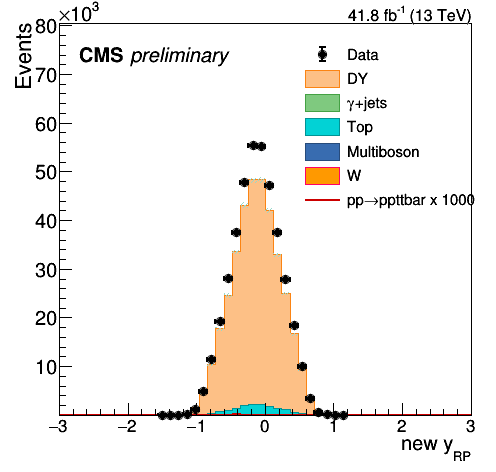 ×10³
41.8 fb⁻¹ (13 TeV)
Events
CMS preliminary
Data
DY
γ+jets
Top
Multiboson
W
pp→ppttbar x 1000
80
70
60
50
40
30
20
10
−3 −2 −1 0 1 2 3
new y_RP